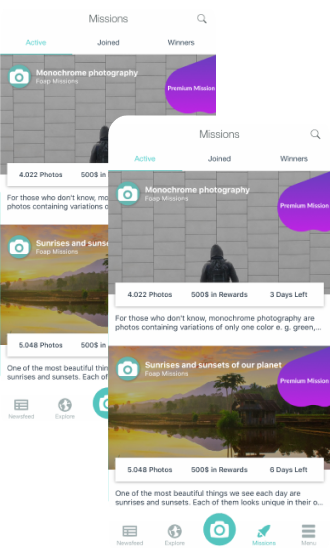 Missions
Active Joined Winners
Monochrome photography
Foap Missions
Premium Mission
4.022 Photos 500$ in
For those who don't know, mo
photos containing variations o
Sunrises and sunse
Foap Missions
5.048 Photos 500$ in
One of the most beautiful thin
sunrises and sunsets. Each of
Newsfeed Explore
Missions
Active Joined Winners
Monochrome photography
Foap Missions
Premium Mission
4.022 Photos 500$ in Rewards 3 Days Left
For those who don't know, monochrome photography are
photos containing variations of only one color e. g. green,...
Sunrises and sunsets of our planet
Foap Missions
Premium Mission
5.048 Photos 500$ in Rewards 6 Days Left
One of the most beautiful things we see each day are
sunrises and sunsets. Each of them looks unique in their o...
Newsfeed Explore Missions Menu